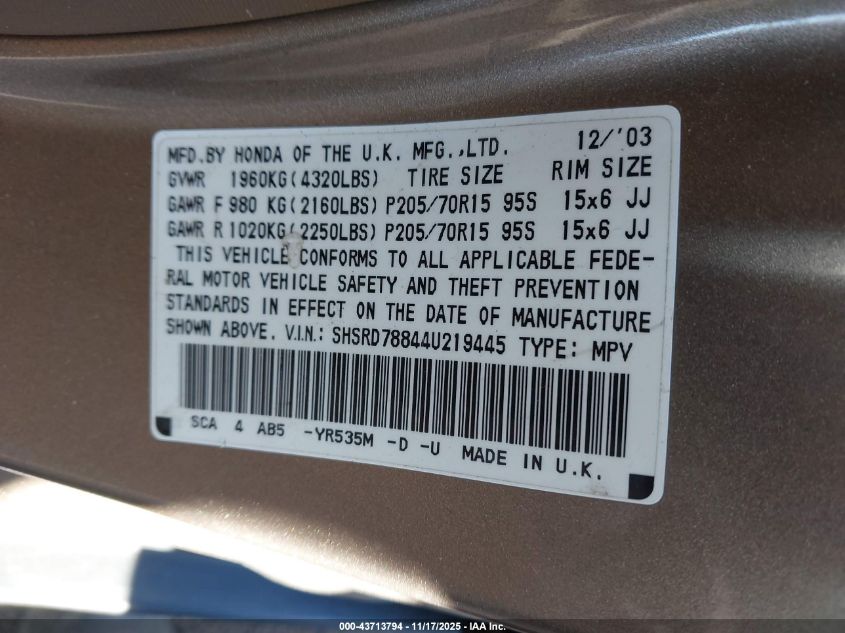 MFD. BY HONDA OF THE U.K. MFG.,LTD. 12/'03
GVWR 1960KG(4320LBS) TIRE SIZE RIM SIZE
GAWR F 980 KG(2160LBS) P205/70R15 95S 15x6 JJ
GAWR R 1020KG(2250LBS) P205/70R15 95S 15x6 JJ
THIS VEHICLE CONFORMS TO ALL APPLICABLE FEDE-
RAL MOTOR VEHICLE SAFETY AND THEFT PREVENTION
STANDARDS IN EFFECT ON THE DATE OF MANUFACTURE
SHOWN ABOVE. V.I.N.: SHSRD78844U219445 TYPE: MPV
SCA 4 AB5 -YR535M -D -U MADE IN U.K.
000-43713794 - 11/17/2025 - IAA Inc.